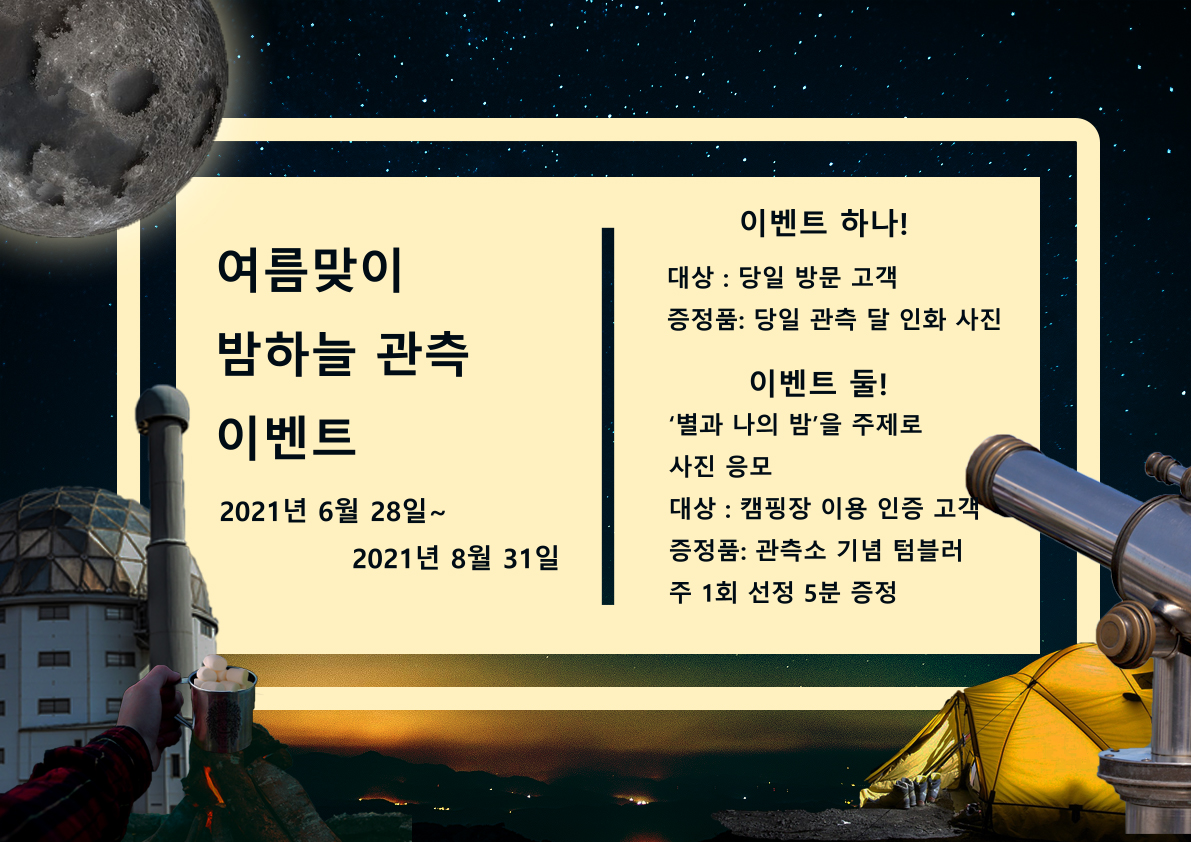 여름맞이
밤하늘 관측
이벤트
2021년 6월 28일~
2021년 8월 31일
이벤트 하나!
대상 : 당일 방문 고객
증정품: 당일 관측 달 인화 사진
이벤트 둘!
‘별과 나의 밤’을 주제로
사진 응모
대상 : 캠핑장 이용 인증 고객
증정품: 관측소 기념 텀블러
주 1회 선정 5분 증정